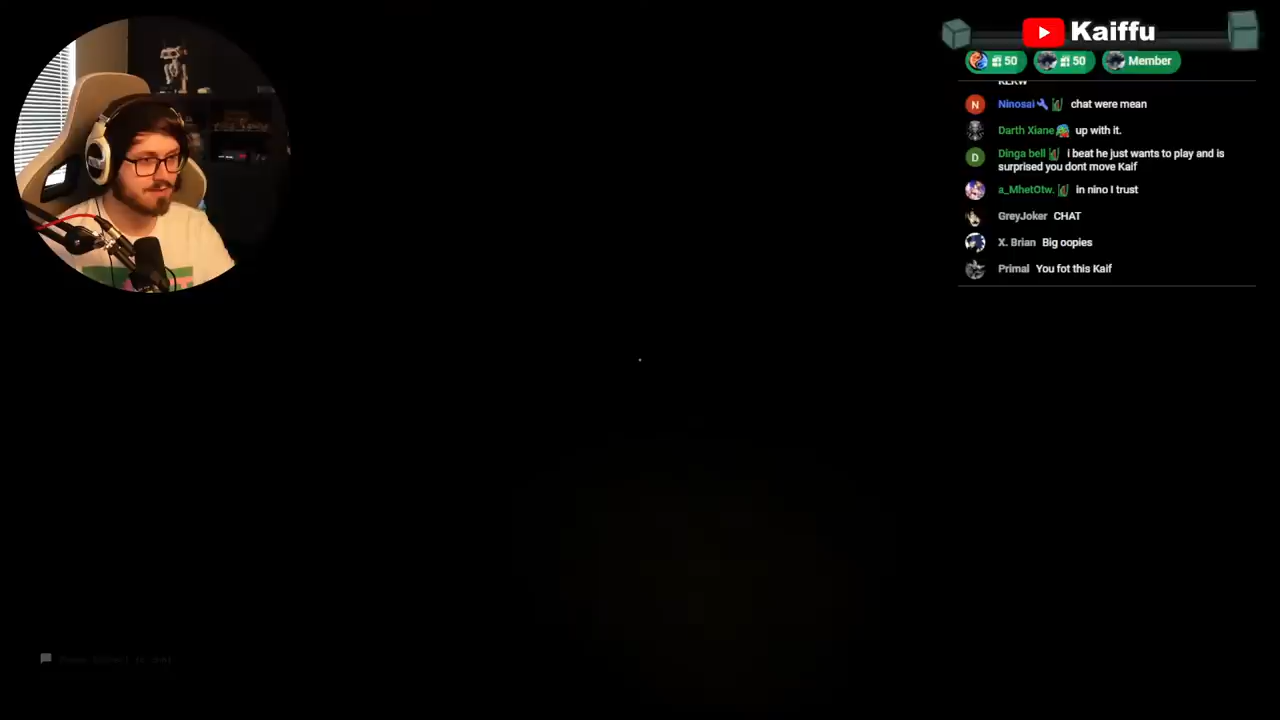 Kaiffu
50
50
Member
KEKW
Ninosai chat were mean
Darth Xiane up with it.
Dinga bell i beat he just wants to play and is
surprised you dont move Kaif
a_MhetOtw. in nino I trust
GreyJoker CHAT
X. Brian Big oopies
Primal You fot this Kaif